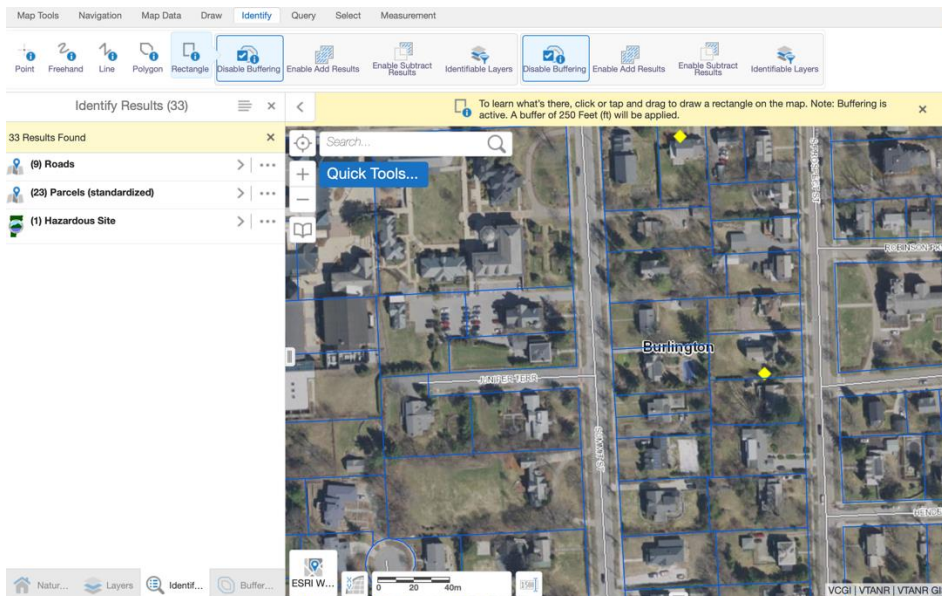 Map Tools Navigation Map Data Draw Identify Query Select Measurement
Point Freehand Line Polygon Rectangle Disable Buffering Enable Add Results Enable Subtract Results Identifiable Layers Disable Buffering Enable Add Results Enable Subtract Results Identifiable Layers
Identify Results (33)
To learn what's there, click or tap and drag to draw a rectangle on the map. Note: Buffering is
active. A buffer of 250 Feet (ft) will be applied.
33 Results Found
Search...
(9) Roads
Quick Tools...
(23) Parcels (standardized)
(1) Hazardous Site
Burlington
JUNIPER TERR
SUMMIT ST
ESRI W...
0 20 40m
Natur... Layers Identif... Buffer...
VCGI | VTANR | VTANR GI